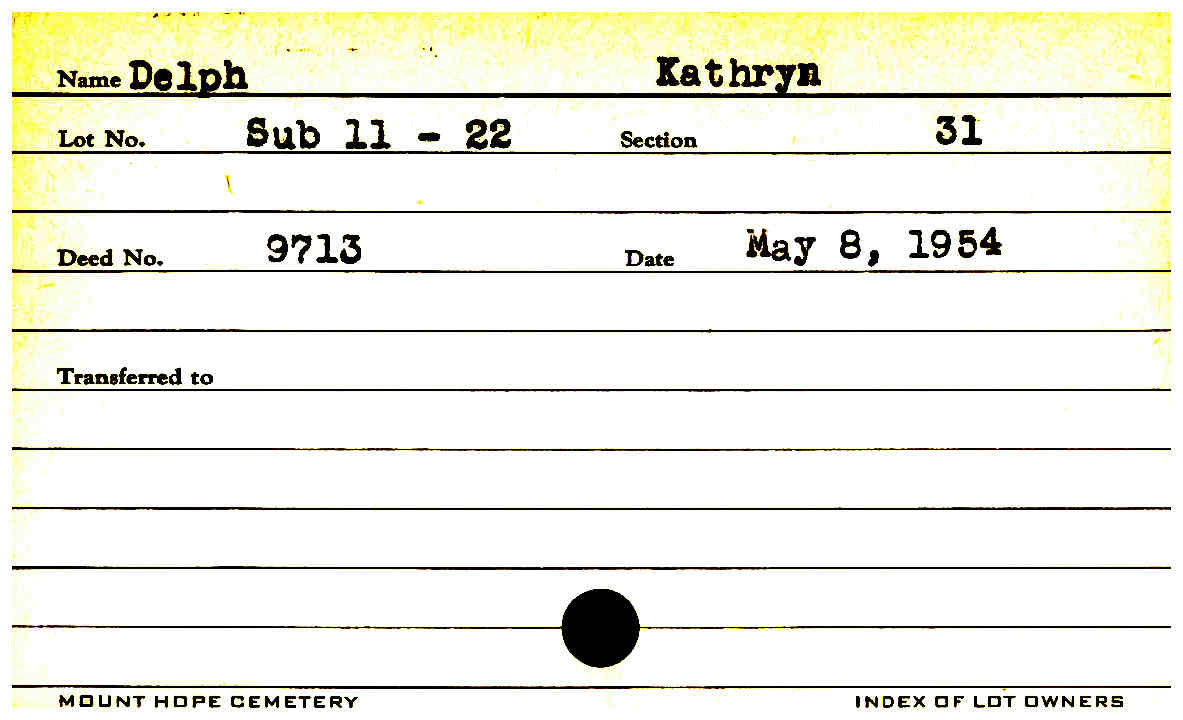 Name Delph Kathryn
Lot No. Sub 11 - 22 Section 31
Deed No. 9713 Date May 8, 1954
Transferred to
MOUNT HOPE CEMETERY INDEX OF LOT OWNERS